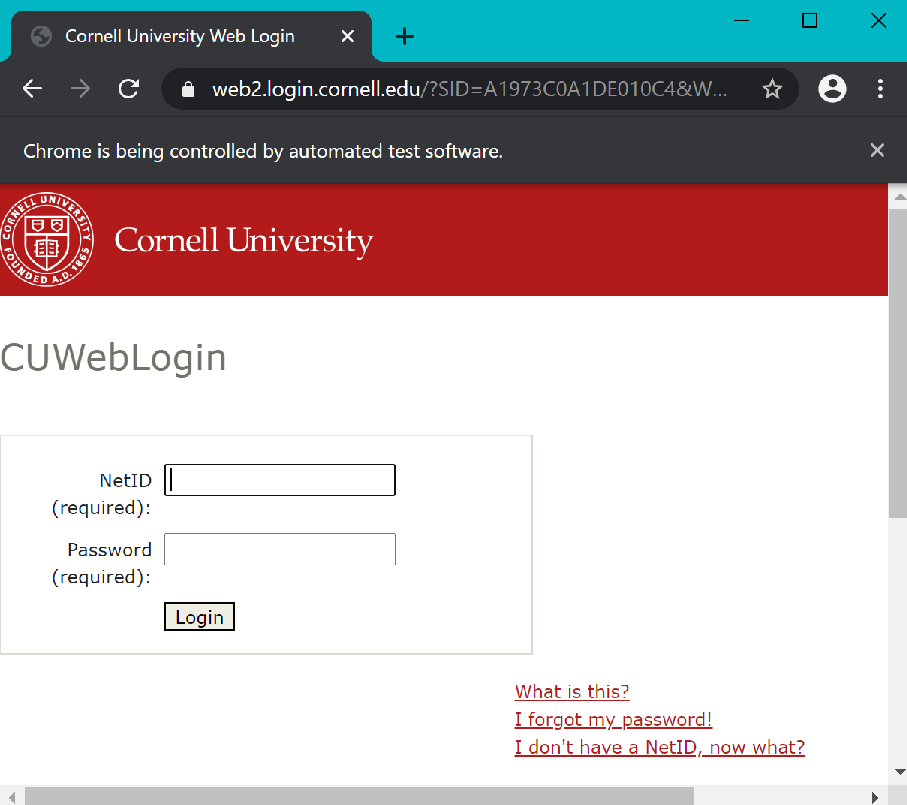 Cornell University Web Login
web2.login.cornell.edu/?SID=A1973C0A1DE010C4&W...
Chrome is being controlled by automated test software.
CORNELL UNIVERSITY
FOUNDED A.D. 1865
Cornell University
CUWebLogin
NetID
(required):
Password
(required):
Login
What is this?
I forgot my password!
I don't have a NetID, now what?